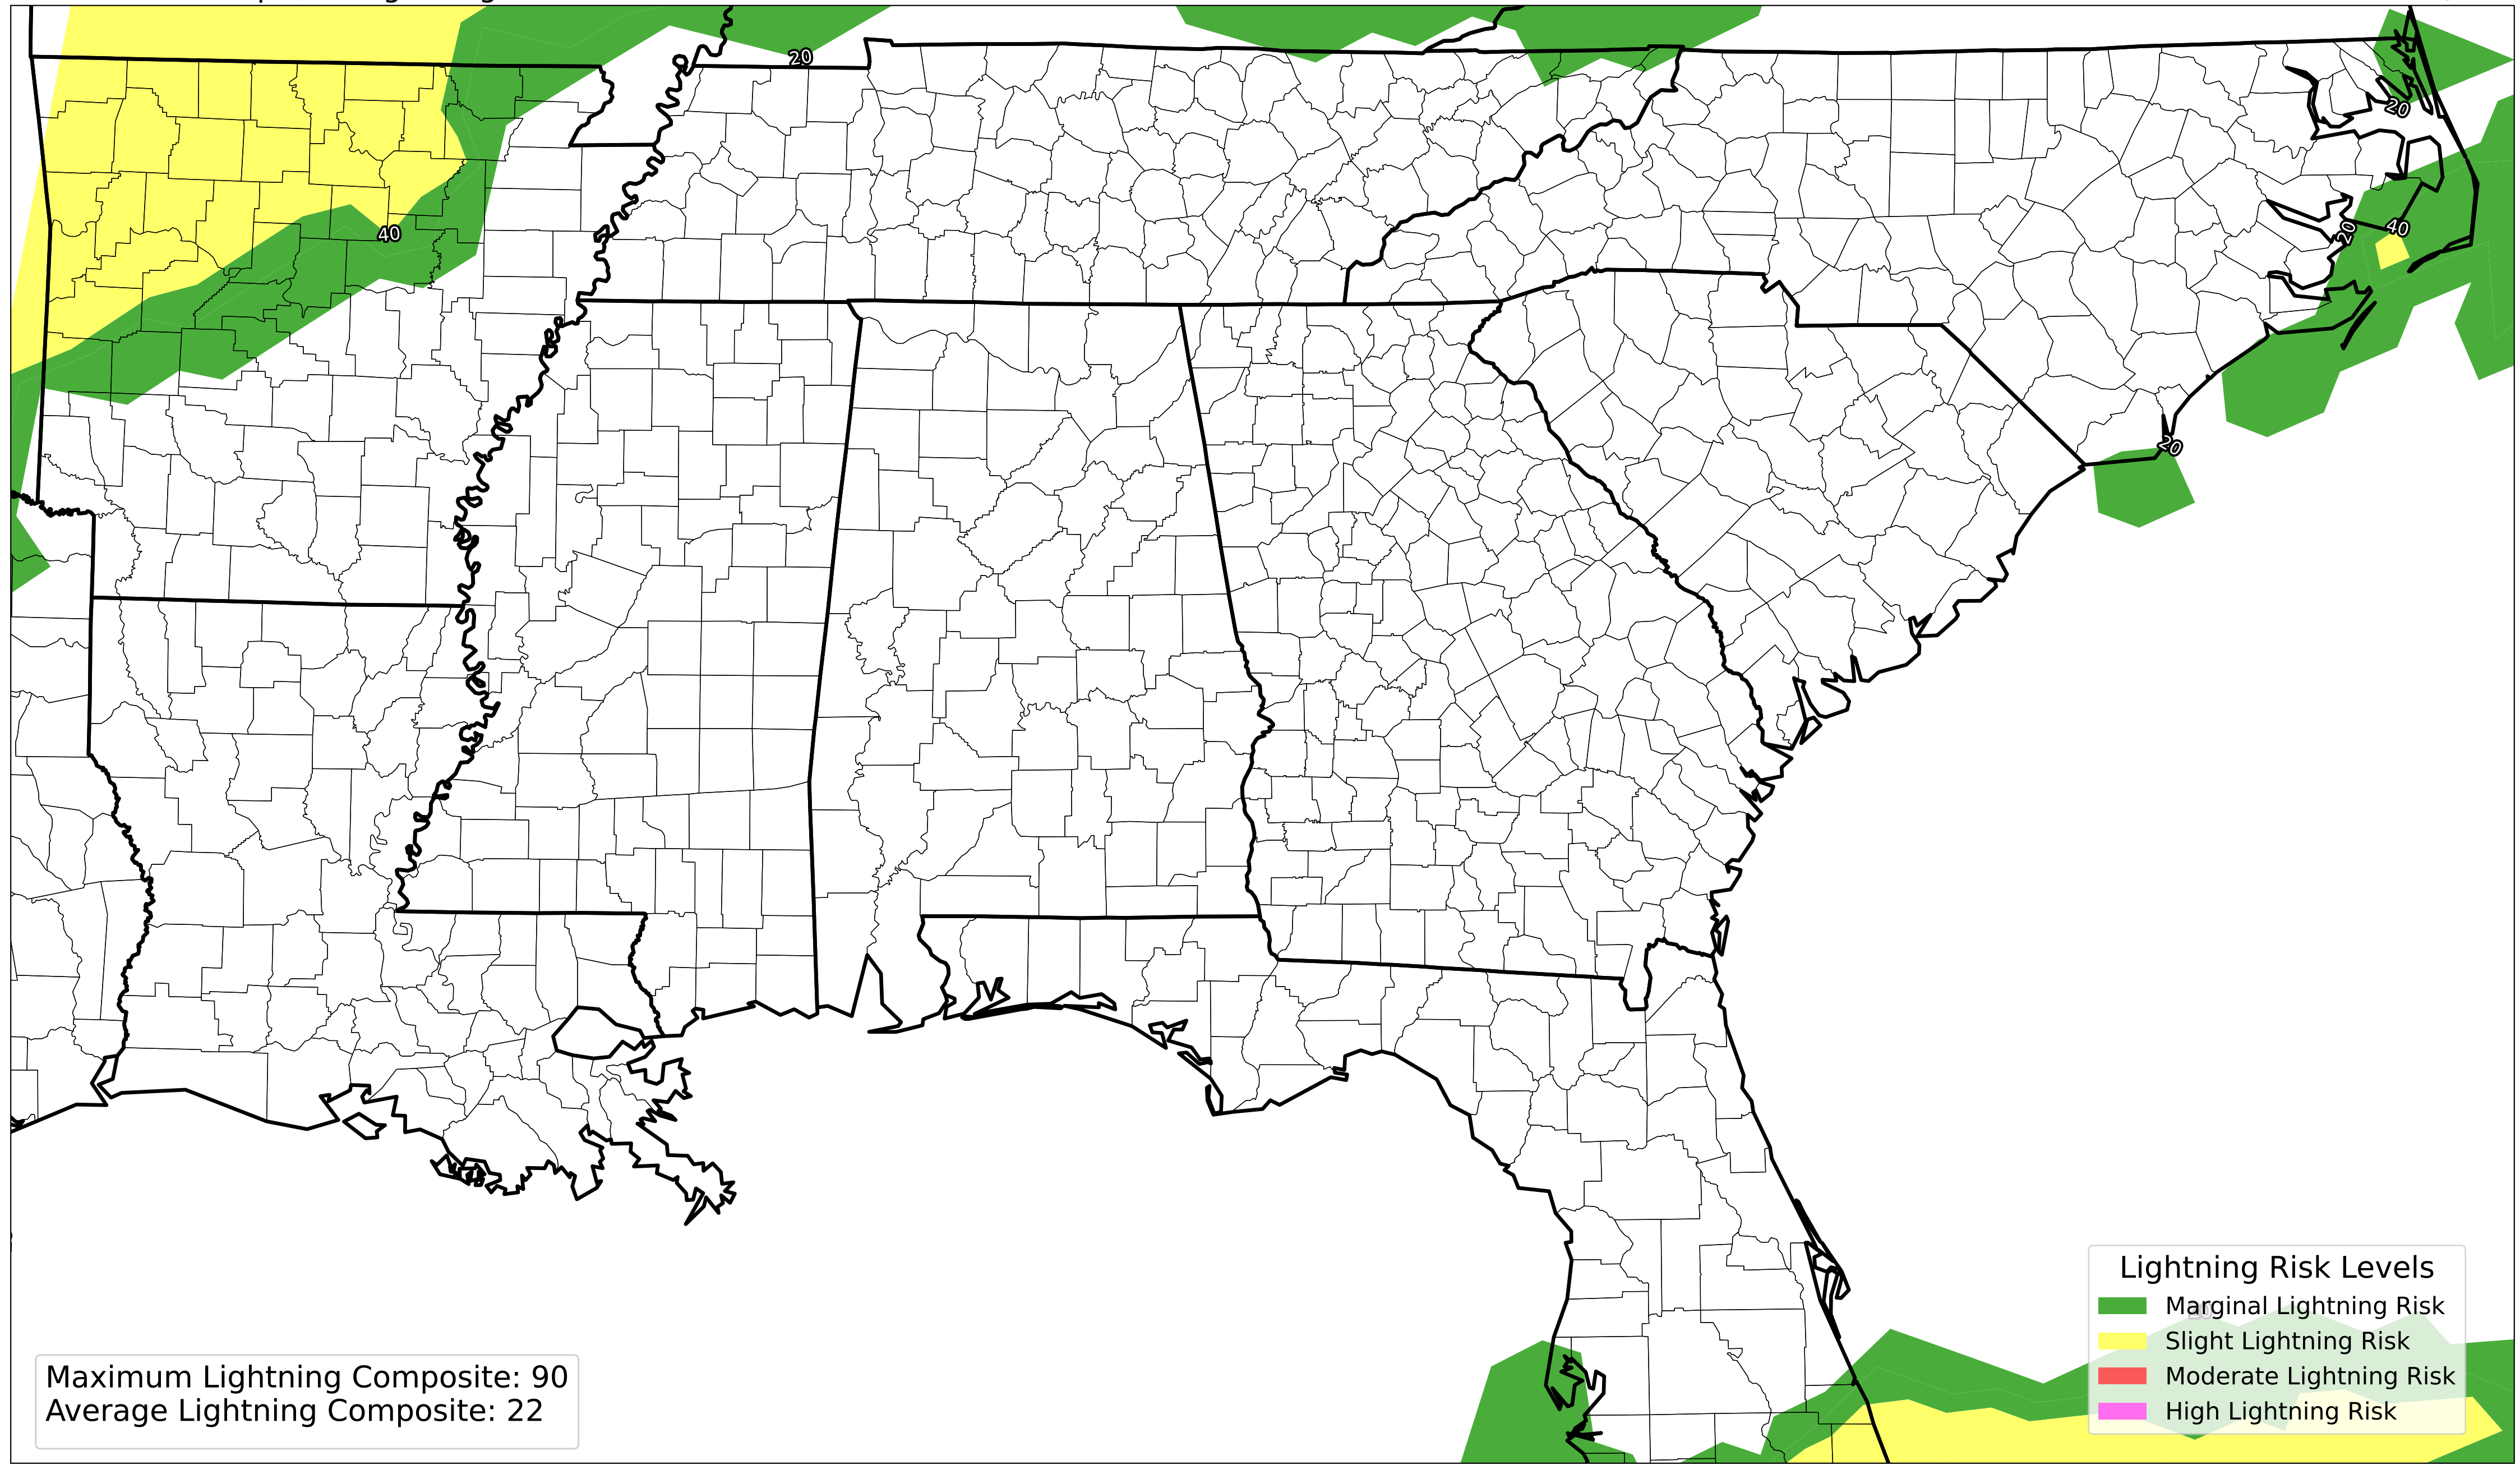 20
20
40
20
40
20
Lightning Risk Levels
Marginal Lightning Risk
Slight Lightning Risk
Moderate Lightning Risk
High Lightning Risk
Maximum Lightning Composite: 90
Average Lightning Composite: 22